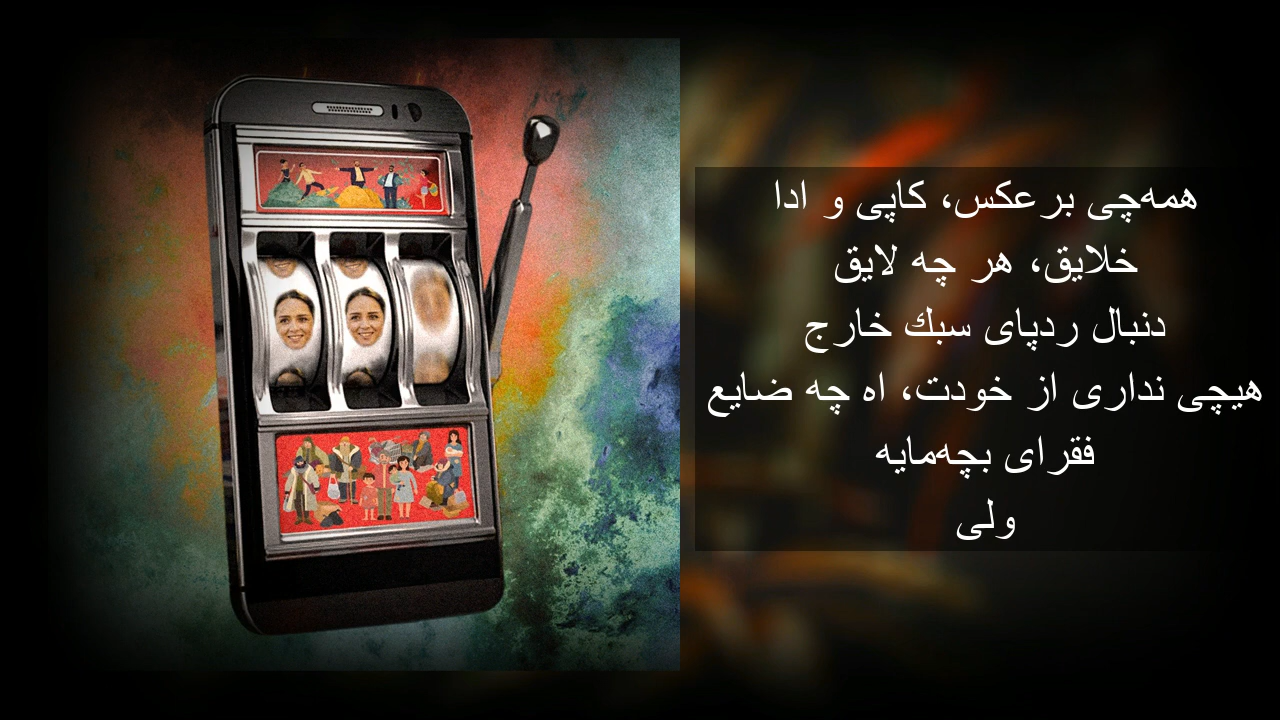 همه‌چی برعکس، کاپی و ادا
خلایق، هر چه لایق
دنبال ردپای سبك خارج
هیچی نداری از خودت، اه چه ضایع
فقرای بچه‌مایه
ولی